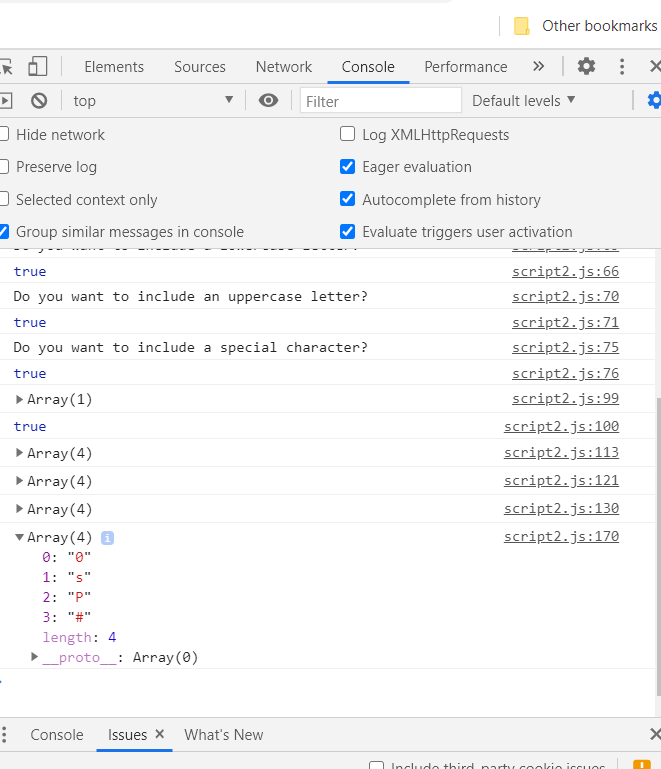 Other bookmarks
Elements Sources Network Console Performance »
top ▼ Filter Default levels ▼
Hide network Log XMLHttpRequests
Preserve log Eager evaluation
Selected context only Autocomplete from history
Group similar messages in console Evaluate triggers user activation
true script2.js:66
Do you want to include an uppercase letter? script2.js:70
true script2.js:71
Do you want to include a special character? script2.js:75
true script2.js:76
▶Array(1) script2.js:99
true script2.js:100
▶Array(4) script2.js:113
▶Array(4) script2.js:121
▶Array(4) script2.js:130
▼Array(4) i script2.js:170
0: "0"
1: "s"
2: "P"
3: "#"
length: 4
▶__proto__: Array(0)
Console Issues × What's New
Include third-party cookie issues